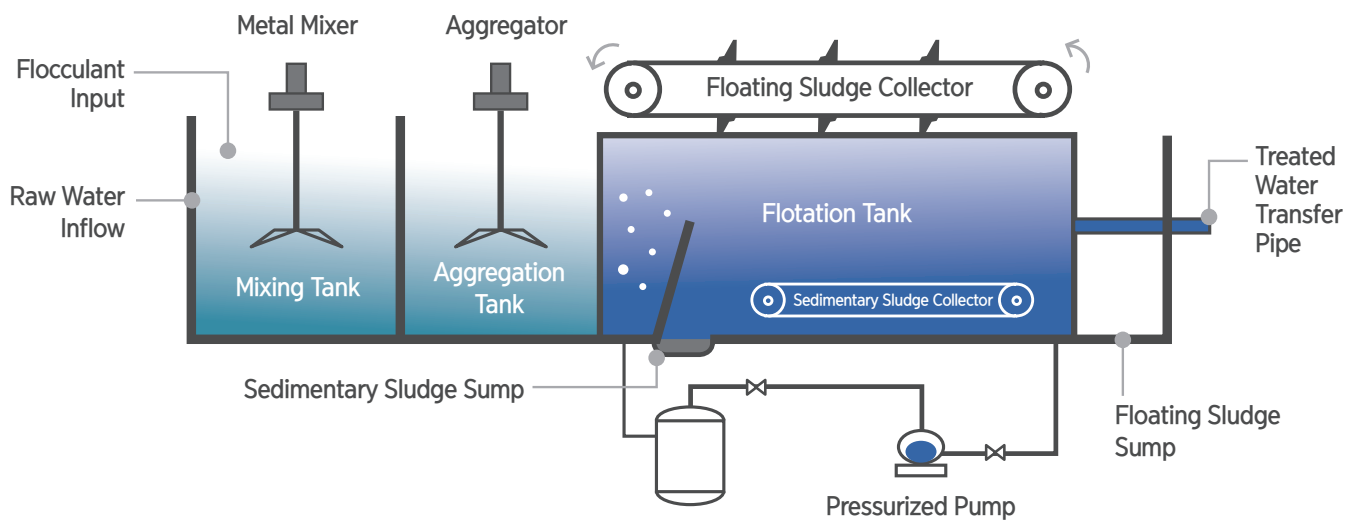 Metal Mixer
Aggregator
Flocculant
Input
Floating Sludge Collector
Raw Water
Inflow
Treated
Water
Transfer
Pipe
Flotation Tank
Mixing Tank
Aggregation
Tank
Sedimentary Sludge Collector
Sedimentary Sludge Sump
Floating Sludge
Sump
Pressurized Pump